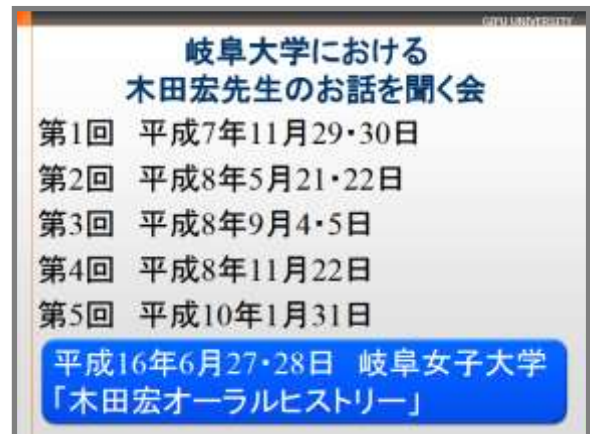 GIFU UNIVERSITY
岐阜大学における
木田宏先生のお話を聞く会
第1回 平成7年11月29・30日
第2回 平成8年5月21・22日
第3回 平成8年9月4・5日
第4回 平成8年11月22日
第5回 平成10年1月31日
平成16年6月27・28日 岐阜女子大学
「木田宏オーラルヒストリー」